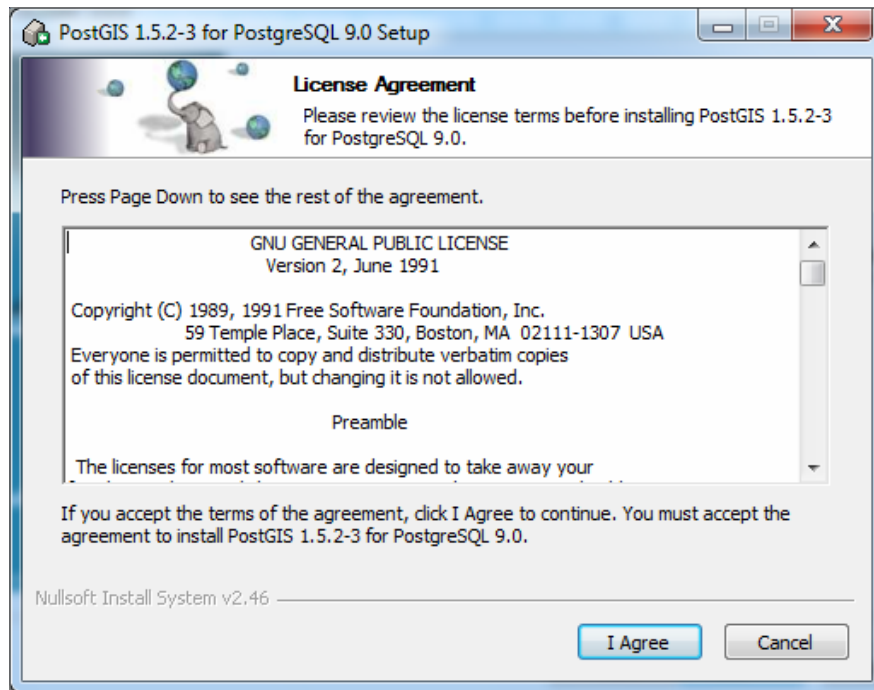 PostGIS 1.5.2-3 for PostgreSQL 9.0 Setup
License Agreement
Please review the license terms before installing PostGIS 1.5.2-3
for PostgreSQL 9.0.
Press Page Down to see the rest of the agreement.
GNU GENERAL PUBLIC LICENSE
Version 2, June 1991
Copyright (C) 1989, 1991 Free Software Foundation, Inc.
59 Temple Place, Suite 330, Boston, MA 02111-1307 USA
Everyone is permitted to copy and distribute verbatim copies
of this license document, but changing it is not allowed.
Preamble
The licenses for most software are designed to take away your
If you accept the terms of the agreement, click I Agree to continue. You must accept the
agreement to install PostGIS 1.5.2-3 for PostgreSQL 9.0.
Nullsoft Install System v2.46
I Agree
Cancel